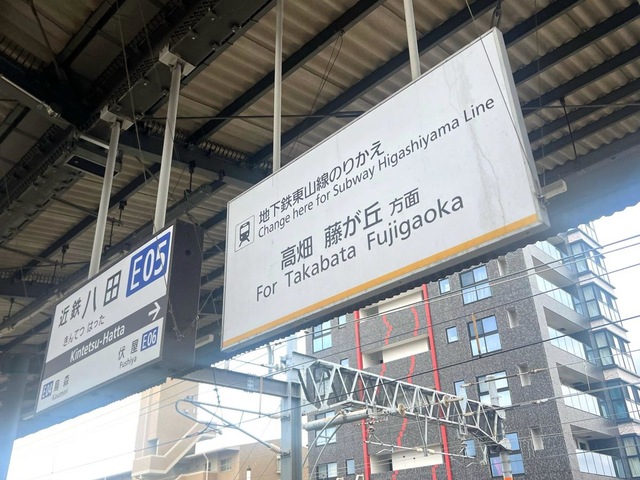 近鉄八田 E05
きんてつ はった
Kintetsu-Hatta
伏屋 E06
Fushiya
烏森
地下鉄東山線のりかえ
Change here for Subway Higashiyama Line
高畑 藤が丘 方面
For Takabata Fujigaoka